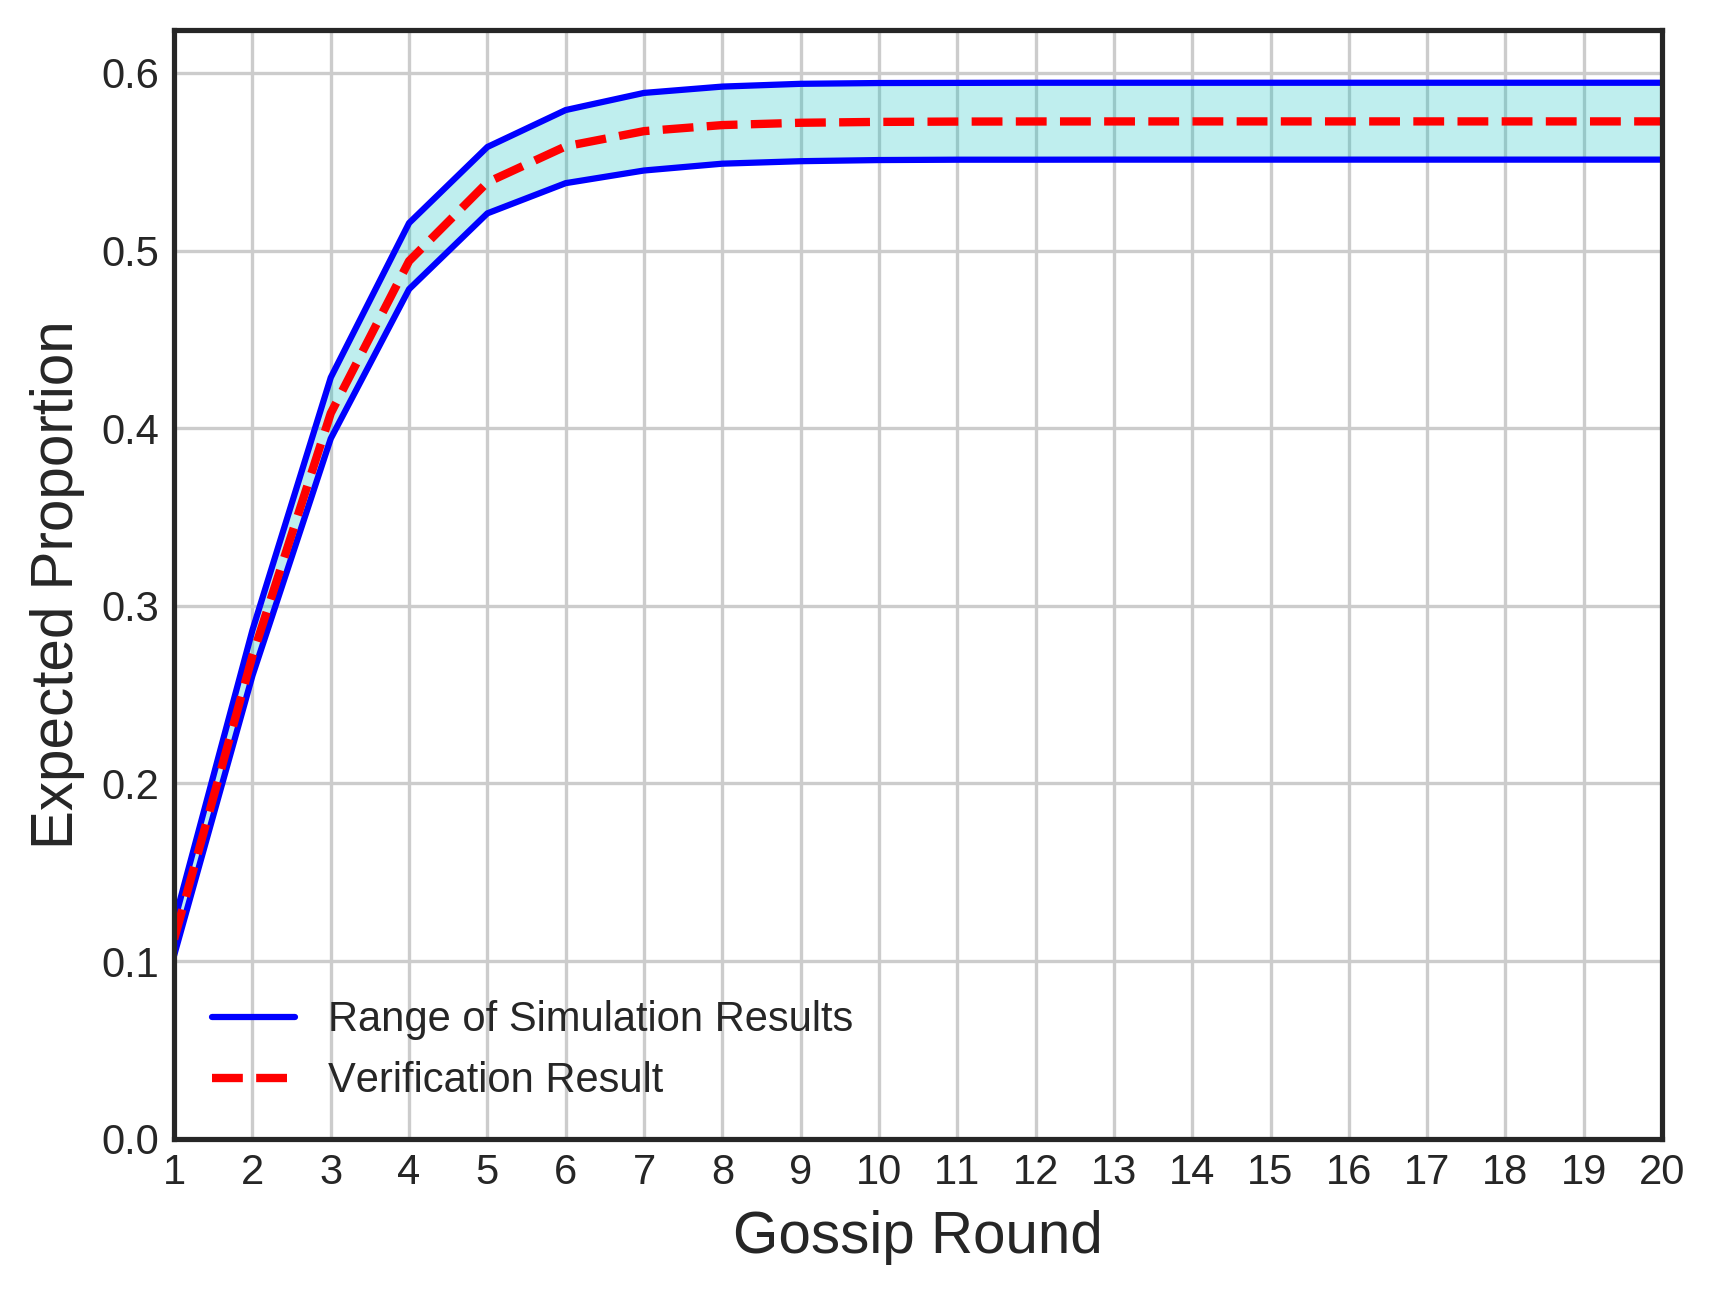 0.6
0.5
0.4
0.3
0.2
0.1
0.0
Expected Proportion
Range of Simulation Results
Verification Result
1 2 3 4 5 6 7 8 9 10 11 12 13 14 15 16 17 18 19 20
Gossip Round